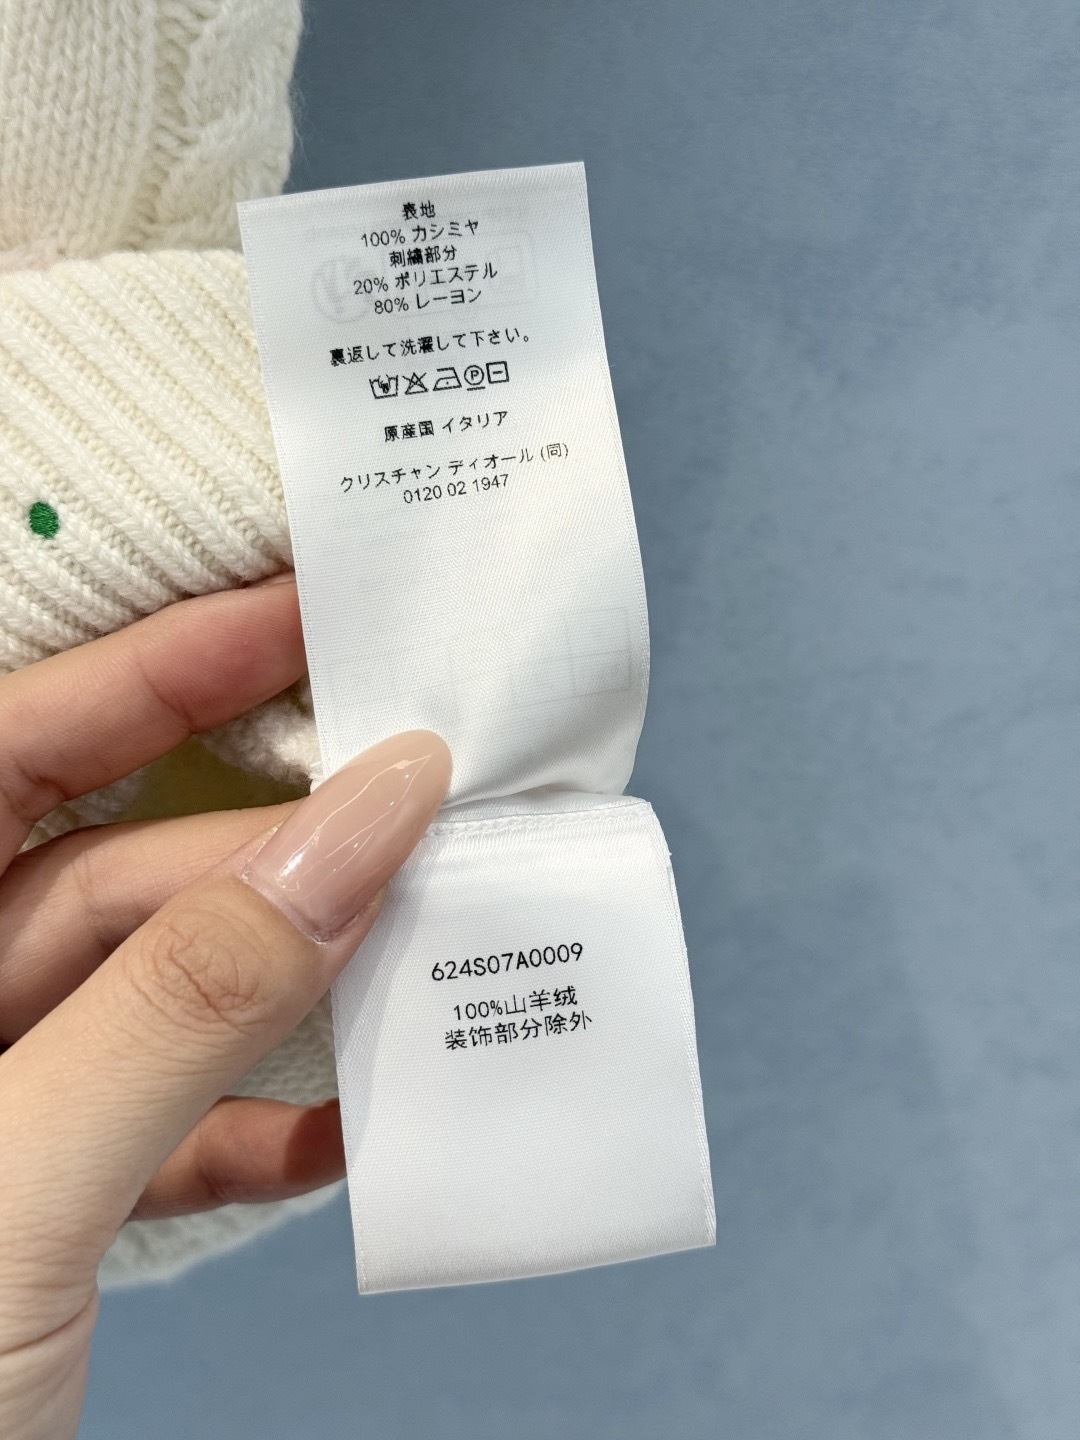 表地
100% カシミヤ
刺繍部分
20% ポリエステル
80% レーヨン
裏返して洗濯して下さい。
P
原産国 イタリア
クリスチャン ディオール (同)
0120 02 1947
624S07A0009
100%山羊绒
装饰部分除外